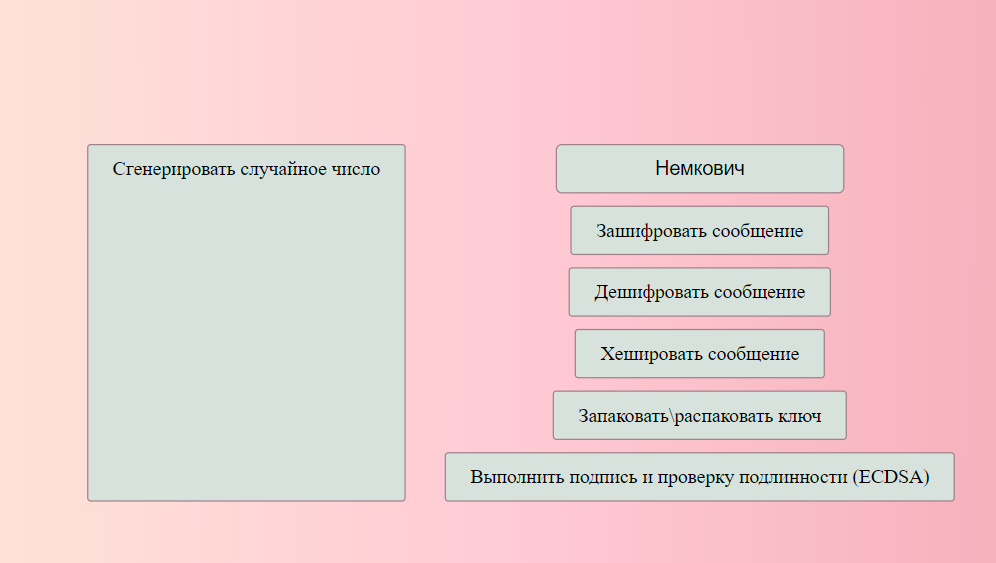 Сгенерировать случайное число
Немкович
Зашифровать сообщение
Дешифровать сообщение
Хешировать сообщение
Запаковать\распаковать ключ
Выполнить подпись и проверку подлинности (ECDSA)